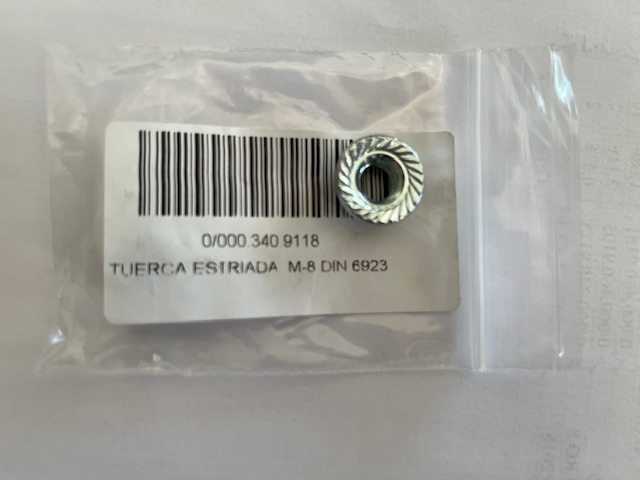 0/000.340.9118
TUERCA ESTRIADA M-8 DIN 6923